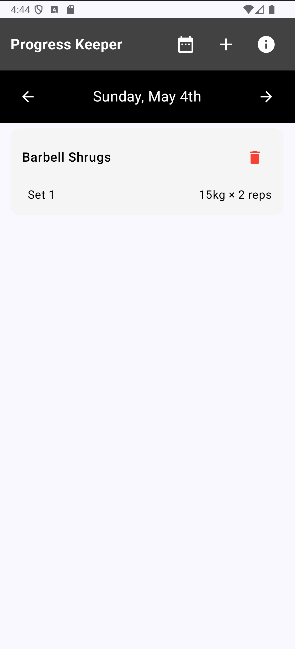 4:44
Progress Keeper
Sunday, May 4th
Barbell Shrugs
Set 1 15kg × 2 reps